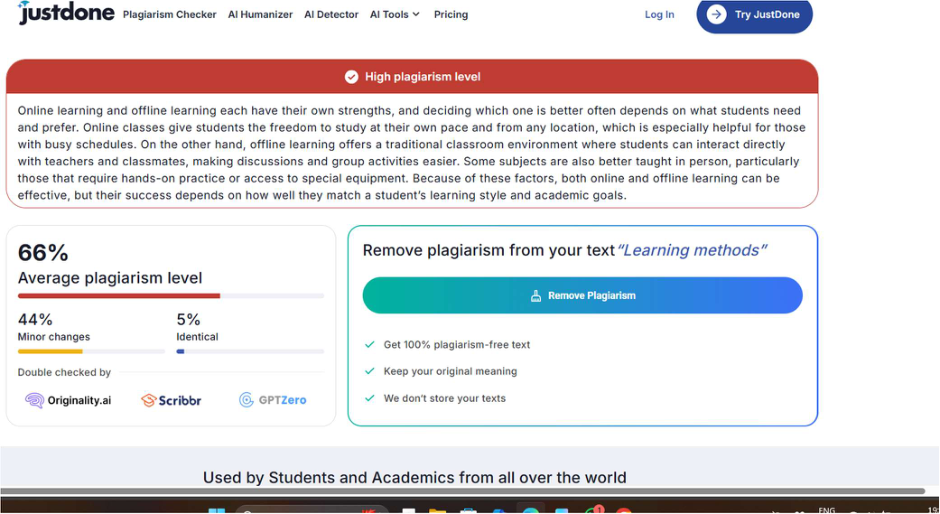 justdone Plagiarism Checker AI Humanizer AI Detector AI Tools Pricing Log In Try JustDone
High plagiarism level
Online learning and offline learning each have their own strengths, and deciding which one is better often depends on what students need
and prefer. Online classes give students the freedom to study at their own pace and from any location, which is especially helpful for those
with busy schedules. On the other hand, offline learning offers a traditional classroom environment where students can interact directly
with teachers and classmates, making discussions and group activities easier. Some subjects are also better taught in person, particularly
those that require hands-on practice or access to special equipment. Because of these factors, both online and offline learning can be
effective, but their success depends on how well they match a student's learning style and academic goals.
66%
Average plagiarism level
44%
Minor changes
5%
Identical
Double checked by
Originality.ai Scribbr GPTZero
Remove plagiarism from your text “Learning methods”
Remove Plagiarism
Get 100% plagiarism-free text
Keep your original meaning
We don't store your texts
Used by Students and Academics from all over the world
1
ENG